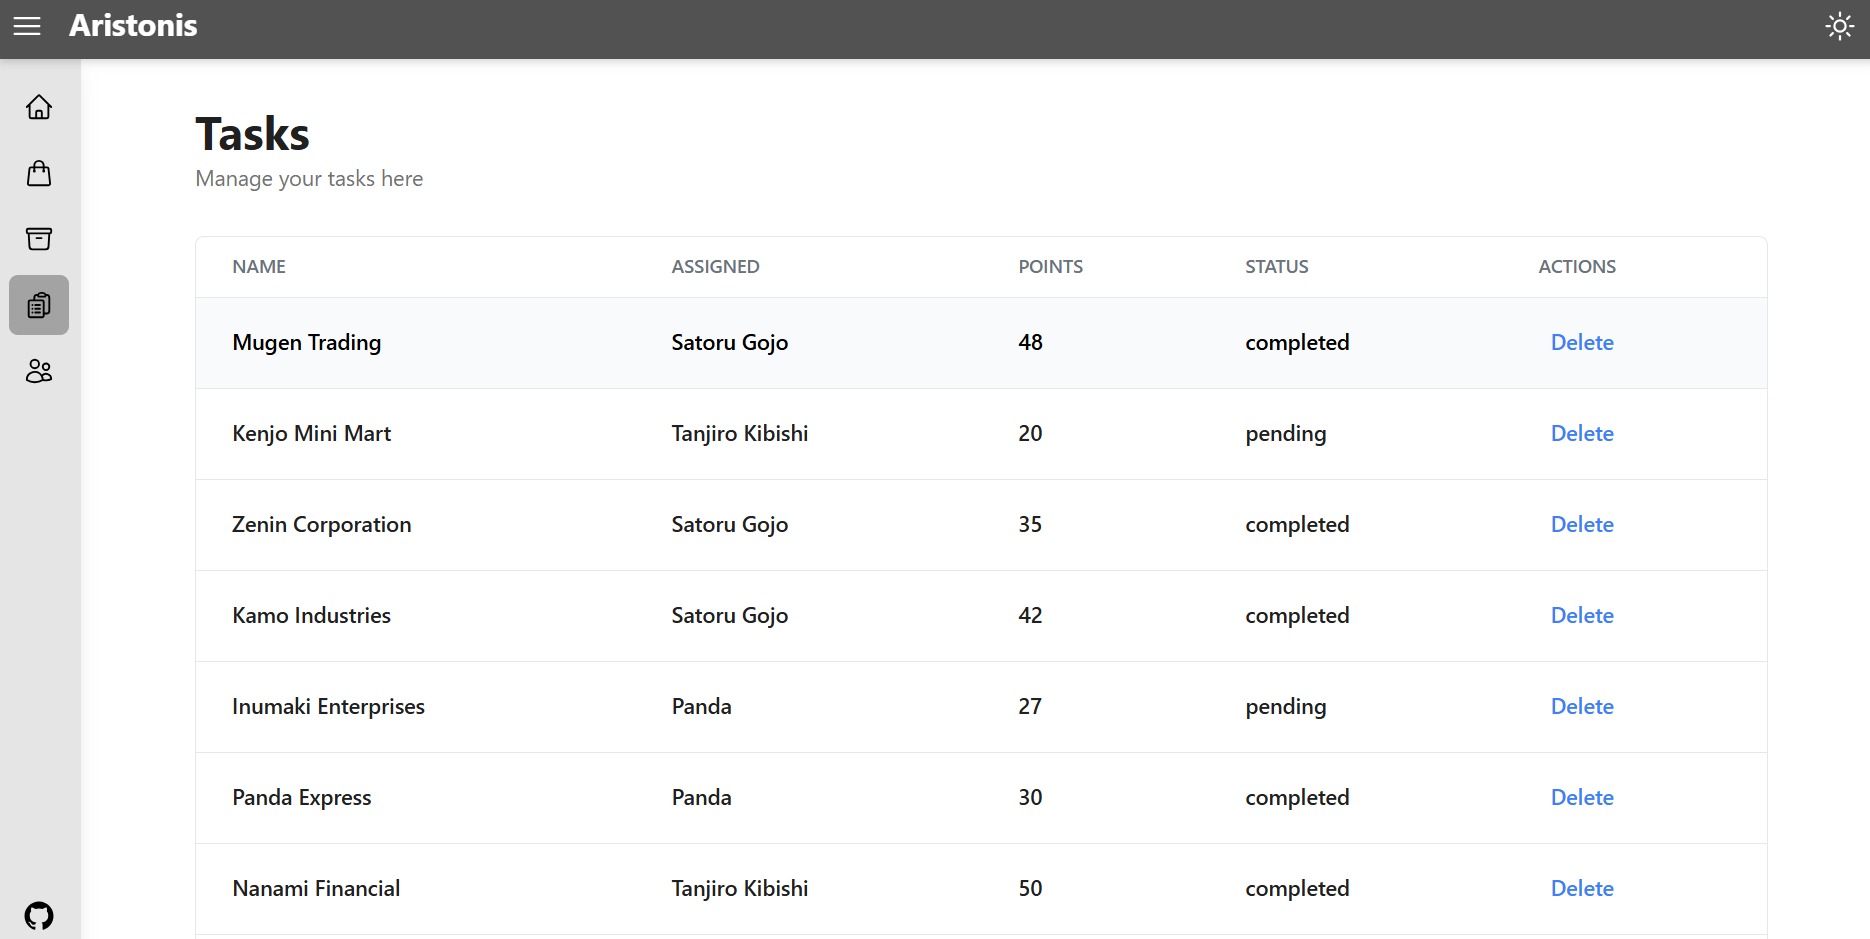 Aristonis
Tasks
Manage your tasks here
NAME ASSIGNED POINTS STATUS ACTIONS
Mugen Trading Satoru Gojo 48 completed Delete
Kenjo Mini Mart Tanjiro Kibishi 20 pending Delete
Zenin Corporation Satoru Gojo 35 completed Delete
Kamo Industries Satoru Gojo 42 completed Delete
Inumaki Enterprises Panda 27 pending Delete
Panda Express Panda 30 completed Delete
Nanami Financial Tanjiro Kibishi 50 completed Delete